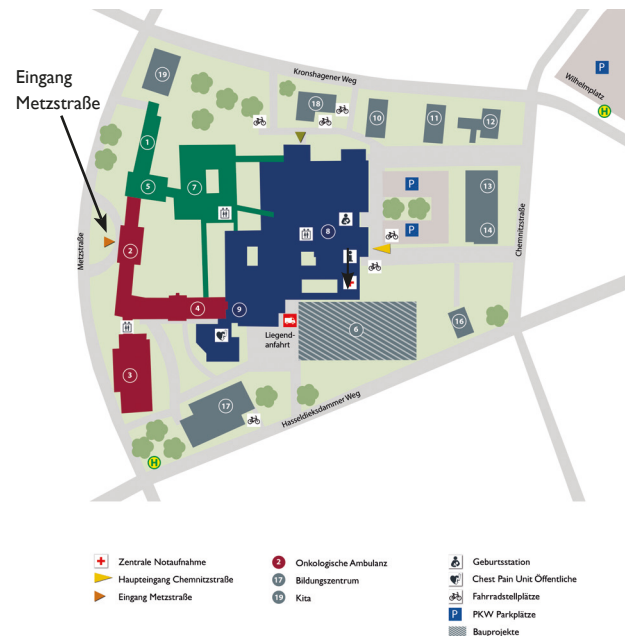 Eingang
Metzstraße
Kronshagener Weg
Wilhelmplatz
P
H
19
18
10
11
12
1
7
5
13
14
P
P
8
2
Metzstraße
Chemnitzstraße
4
9
6
16
Liegend-
anfahrt
3
17
Hasseldieksdammer Weg
H
Zentrale Notaufnahme
Haupteingang Chemnitzstraße
Eingang Metzstraße
2 Onkologische Ambulanz
17 Bildungszentrum
19 Kita
Geburtsstation
Chest Pain Unit Öffentliche
Fahrradstellplätze
P PKW Parkplätze
Bauprojekte